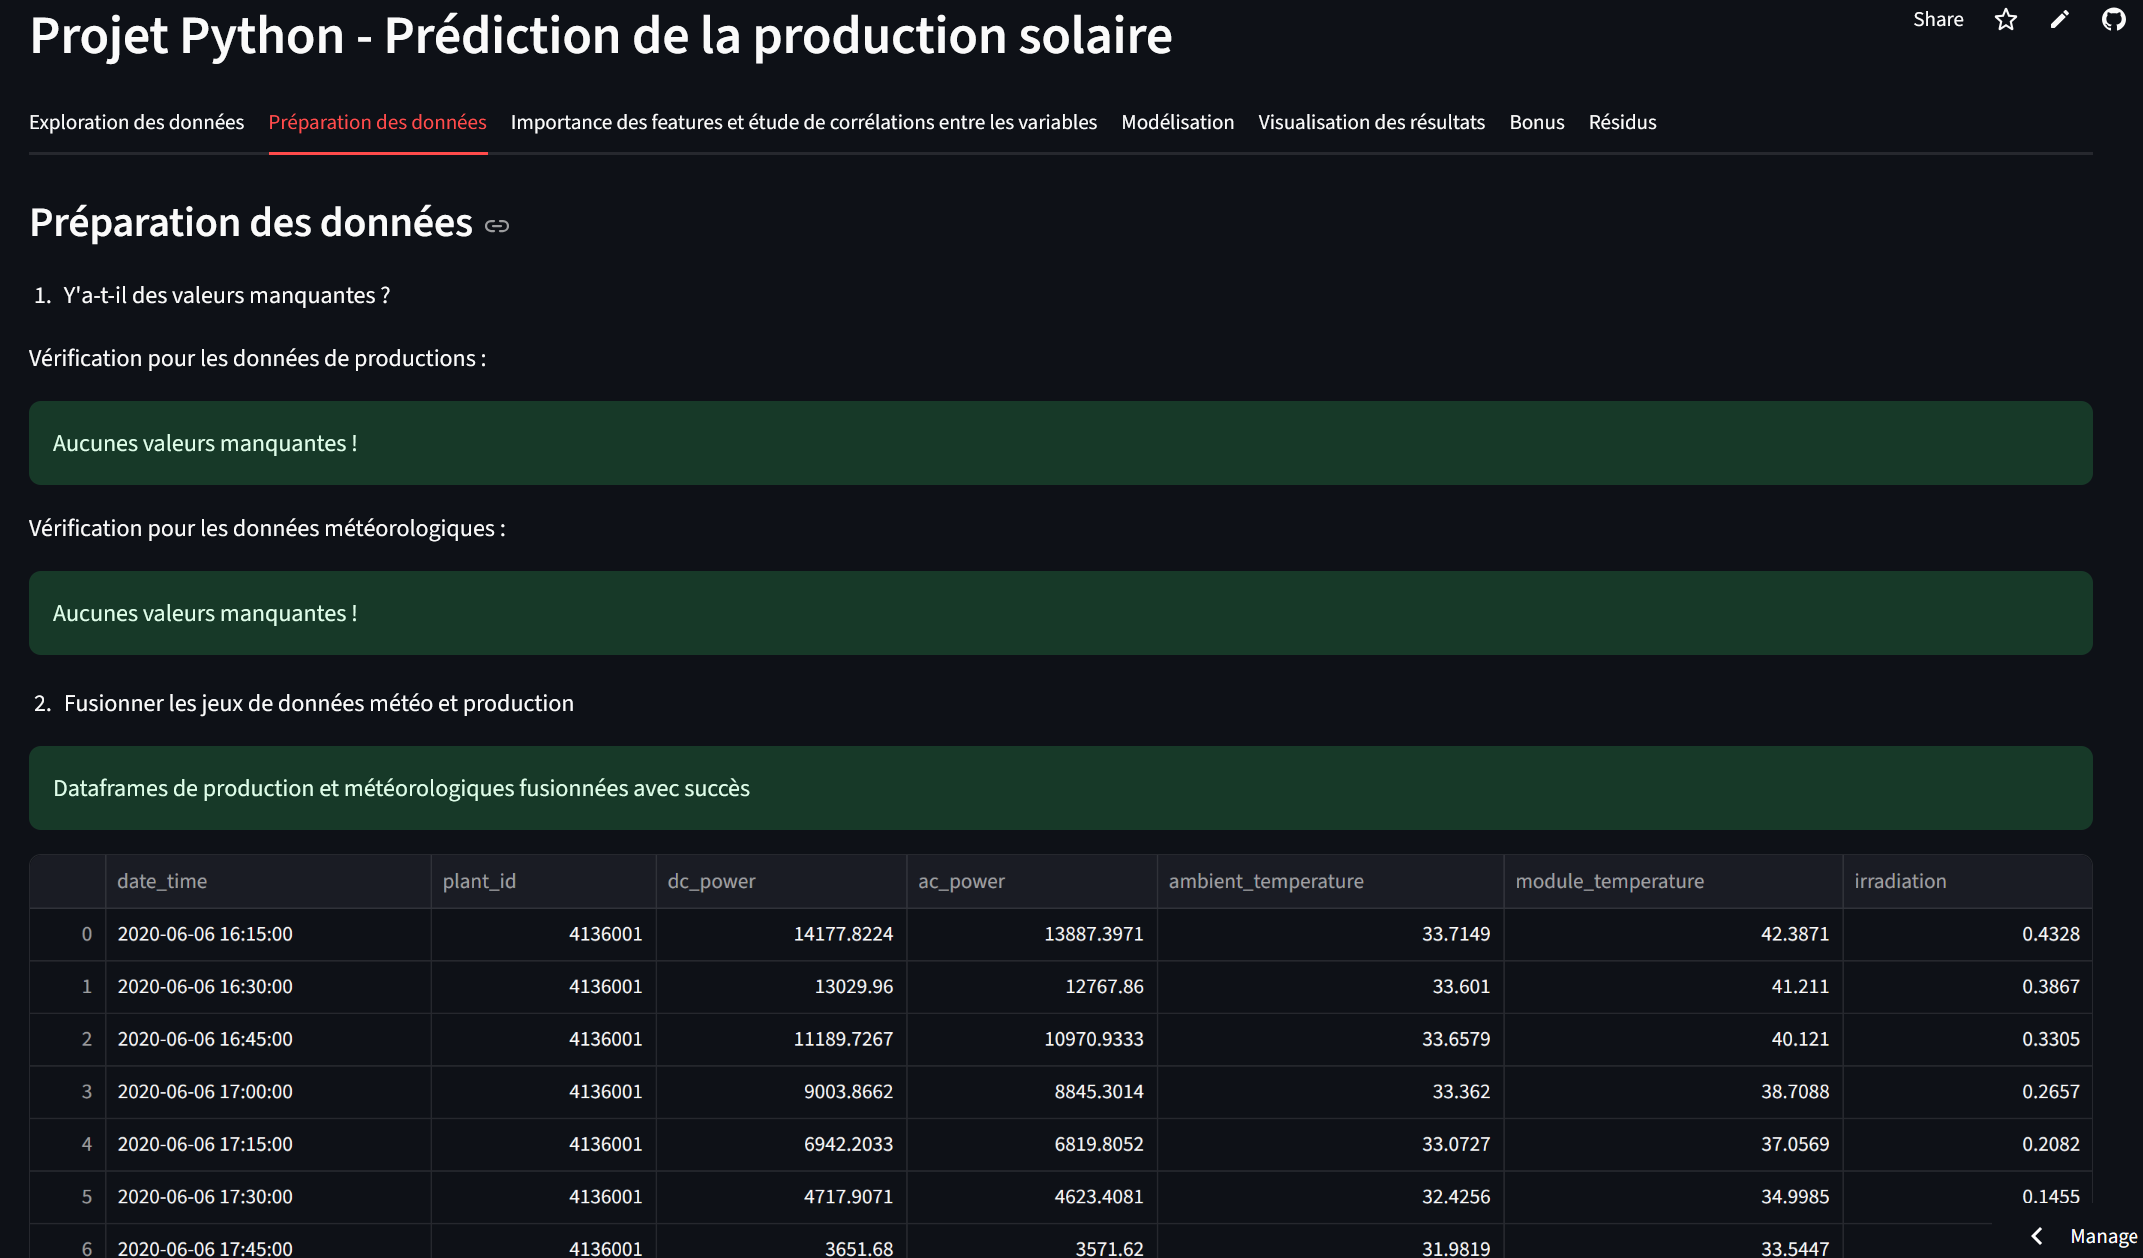 Projet Python - Prédiction de la production solaire
Share
Exploration des données Préparation des données Importance des features et étude de corrélations entre les variables Modélisation Visualisation des résultats Bonus Résidus
Préparation des données
1. Y'a-t-il des valeurs manquantes ?
Vérification pour les données de productions :
Aucunes valeurs manquantes !
Vérification pour les données météorologiques :
Aucunes valeurs manquantes !
2. Fusionner les jeux de données météo et production
Dataframes de production et météorologiques fusionnées avec succès
date_time plant_id dc_power ac_power ambient_temperature module_temperature irradiation
0 2020-06-06 16:15:00 4136001 14177.8224 13887.3971 33.7149 42.3871 0.4328
1 2020-06-06 16:30:00 4136001 13029.96 12767.86 33.601 41.211 0.3867
2 2020-06-06 16:45:00 4136001 11189.7267 10970.9333 33.6579 40.121 0.3305
3 2020-06-06 17:00:00 4136001 9003.8662 8845.3014 33.362 38.7088 0.2657
4 2020-06-06 17:15:00 4136001 6942.2033 6819.8052 33.0727 37.0569 0.2082
5 2020-06-06 17:30:00 4136001 4717.9071 4623.4081 32.4256 34.9985 0.1455
6 2020-06-06 17:45:00 4136001 3651.68 3571.62 31.9819 33.5447
Manage